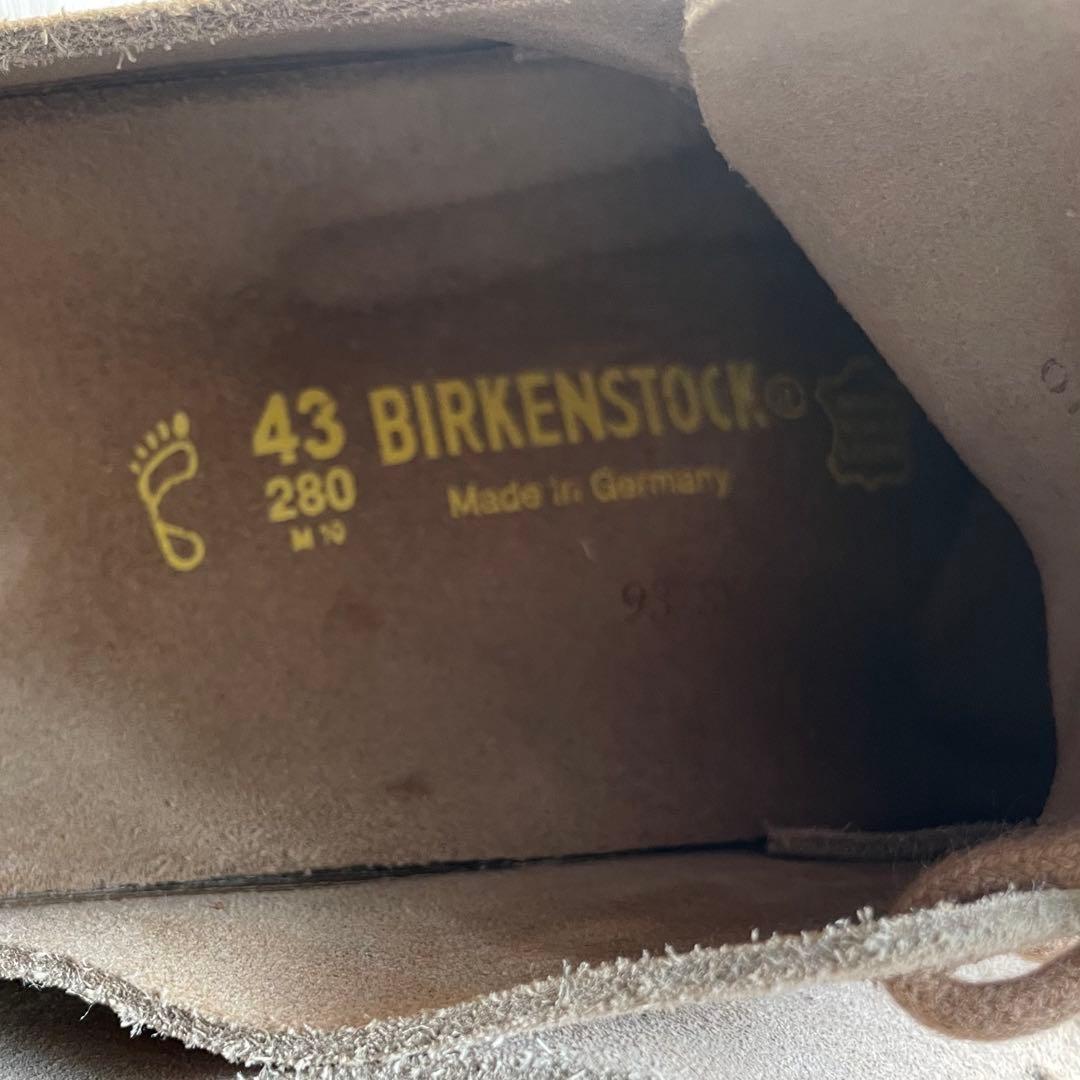 43 BIRKENSTOCK®
280 Made in Germany
M 10